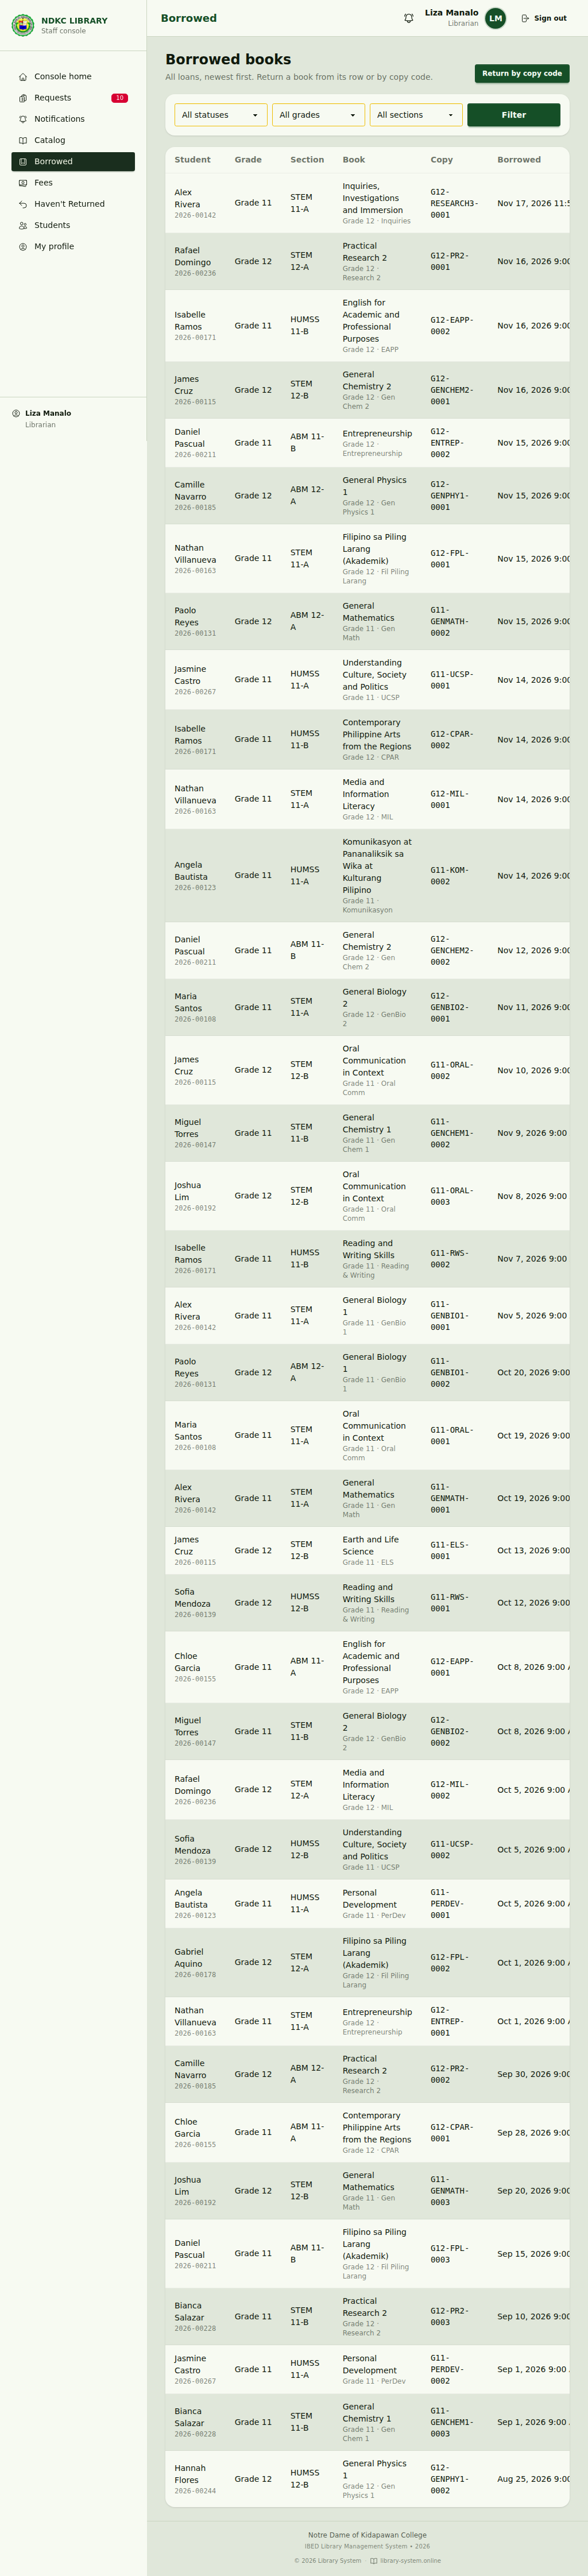 NDKC LIBRARY
Staff console
Console home
Requests 10
Notifications
Catalog
Borrowed
Fees
Haven't Returned
Students
My profile
Liza Manalo
Librarian
Borrowed
Liza Manalo
Librarian
LM
Sign out
Borrowed books
All loans, newest first. Return a book from its row or by copy code.
Return by copy code
All statuses
All grades
All sections
Filter
Student Grade Section Book Copy Borrowed
Alex Rivera 2026-00142 Grade 11 STEM 11-A Inquiries, Investigations and Immersion Grade 12 · Inquiries G12-RESEARCH3-0001 Nov 17, 2026 11:5
Rafael Domingo 2026-00236 Grade 12 STEM 12-A Practical Research 2 Grade 12 · Research 2 G12-PR2-0001 Nov 16, 2026 9:00
Isabelle Ramos 2026-00171 Grade 11 HUMSS 11-B English for Academic and Professional Purposes Grade 12 · EAPP G12-EAPP-0002 Nov 16, 2026 9:00
James Cruz 2026-00115 Grade 12 STEM 12-B General Chemistry 2 Grade 12 · Gen Chem 2 G12-GENCHEM2-0001 Nov 16, 2026 9:00
Daniel Pascual 2026-00211 Grade 11 ABM 11-B Entrepreneurship Grade 12 · Entrepreneurship G12-ENTREP-0002 Nov 15, 2026 9:00
Camille Navarro 2026-00185 Grade 12 ABM 12-A General Physics 1 Grade 12 · Gen Physics 1 G12-GENPHY1-0001 Nov 15, 2026 9:00
Nathan Villanueva 2026-00163 Grade 11 STEM 11-A Filipino sa Piling Larang (Akademik) Grade 12 · Fil Piling Larang G12-FPL-0001 Nov 15, 2026 9:00
Paolo Reyes 2026-00131 Grade 12 ABM 12-A General Mathematics Grade 11 · Gen Math G11-GENMATH-0002 Nov 15, 2026 9:00
Jasmine Castro 2026-00267 Grade 11 HUMSS 11-A Understanding Culture, Society and Politics Grade 11 · UCSP G11-UCSP-0001 Nov 14, 2026 9:00
Isabelle Ramos 2026-00171 Grade 11 HUMSS 11-B Contemporary Philippine Arts from the Regions Grade 12 · CPAR G12-CPAR-0002 Nov 14, 2026 9:00
Nathan Villanueva 2026-00163 Grade 11 STEM 11-A Media and Information Literacy Grade 12 · MIL G12-MIL-0001 Nov 14, 2026 9:00
Angela Bautista 2026-00123 Grade 11 HUMSS 11-A Komunikasyon at Pananaliksik sa Wika at Kulturang Pilipino Grade 11 · Komunikasyon G11-KOM-0002 Nov 14, 2026 9:00
Daniel Pascual 2026-00211 Grade 11 ABM 11-B General Chemistry 2 Grade 12 · Gen Chem 2 G12-GENCHEM2-0002 Nov 12, 2026 9:00
Maria Santos 2026-00108 Grade 11 STEM 11-A General Biology 2 Grade 12 · GenBio 2 G12-GENBIO2-0001 Nov 11, 2026 9:00
James Cruz 2026-00115 Grade 12 STEM 12-B Oral Communication in Context Grade 11 · Oral Comm G11-ORAL-0002 Nov 10, 2026 9:00
Miguel Torres 2026-00147 Grade 11 STEM 11-B General Chemistry 1 Grade 11 · Gen Chem 1 G11-GENCHEM1-0002 Nov 9, 2026 9:00
Joshua Lim 2026-00192 Grade 12 STEM 12-B Oral Communication in Context Grade 11 · Oral Comm G11-ORAL-0003 Nov 8, 2026 9:00
Isabelle Ramos 2026-00171 Grade 11 HUMSS 11-B Reading and Writing Skills Grade 11 · Reading & Writing G11-RWS-0002 Nov 7, 2026 9:00
Alex Rivera 2026-00142 Grade 11 STEM 11-A General Biology 1 Grade 11 · GenBio 1 G11-GENBIO1-0001 Nov 5, 2026 9:00
Paolo Reyes 2026-00131 Grade 12 ABM 12-A General Biology 1 Grade 11 · GenBio 1 G11-GENBIO1-0002 Oct 20, 2026 9:00
Maria Santos 2026-00108 Grade 11 STEM 11-A Oral Communication in Context Grade 11 · Oral Comm G11-ORAL-0001 Oct 19, 2026 9:00
Alex Rivera 2026-00142 Grade 11 STEM 11-A General Mathematics Grade 11 · Gen Math G11-GENMATH-0001 Oct 19, 2026 9:00
James Cruz 2026-00115 Grade 12 STEM 12-B Earth and Life Science Grade 11 · ELS G11-ELS-0001 Oct 13, 2026 9:00
Sofia Mendoza 2026-00139 Grade 12 HUMSS 12-B Reading and Writing Skills Grade 11 · Reading & Writing G11-RWS-0001 Oct 12, 2026 9:00
Chloe Garcia 2026-00155 Grade 11 ABM 11-A English for Academic and Professional Purposes Grade 12 · EAPP G12-EAPP-0001 Oct 8, 2026 9:00
Miguel Torres 2026-00147 Grade 11 STEM 11-B General Biology 2 Grade 12 · GenBio 2 G12-GENBIO2-0002 Oct 8, 2026 9:00
Rafael Domingo 2026-00236 Grade 12 STEM 12-A Media and Information Literacy Grade 12 · MIL G12-MIL-0002 Oct 5, 2026 9:00
Sofia Mendoza 2026-00139 Grade 12 HUMSS 12-B Understanding Culture, Society and Politics Grade 11 · UCSP G11-UCSP-0002 Oct 5, 2026 9:00
Angela Bautista 2026-00123 Grade 11 HUMSS 11-A Personal Development Grade 11 · PerDev G11-PERDEV-0001 Oct 5, 2026 9:00
Gabriel Aquino 2026-00178 Grade 12 STEM 12-A Filipino sa Piling Larang (Akademik) Grade 12 · Fil Piling Larang G12-FPL-0002 Oct 1, 2026 9:00
Nathan Villanueva 2026-00163 Grade 11 STEM 11-A Entrepreneurship Grade 12 · Entrepreneurship G12-ENTREP-0001 Oct 1, 2026 9:00
Camille Navarro 2026-00185 Grade 12 ABM 12-A Practical Research 2 Grade 12 · Research 2 G12-PR2-0002 Sep 30, 2026 9:00
Chloe Garcia 2026-00155 Grade 11 ABM 11-A Contemporary Philippine Arts from the Regions Grade 12 · CPAR G12-CPAR-0001 Sep 28, 2026 9:00
Joshua Lim 2026-00192 Grade 12 STEM 12-B General Mathematics Grade 11 · Gen Math G11-GENMATH-0003 Sep 20, 2026 9:00
Daniel Pascual 2026-00211 Grade 11 ABM 11-B Filipino sa Piling Larang (Akademik) Grade 12 · Fil Piling Larang G12-FPL-0003 Sep 15, 2026 9:00
Bianca Salazar 2026-00228 Grade 11 STEM 11-B Practical Research 2 Grade 12 · Research 2 G12-PR2-0003 Sep 10, 2026 9:00
Jasmine Castro 2026-00267 Grade 11 HUMSS 11-A Personal Development Grade 11 · PerDev G11-PERDEV-0002 Sep 1, 2026 9:00
Bianca Salazar 2026-00228 Grade 11 STEM 11-B General Chemistry 1 Grade 11 · Gen Chem 1 G11-GENCHEM1-0003 Sep 1, 2026 9:00
Hannah Flores 2026-00244 Grade 12 HUMSS 12-B General Physics 1 Grade 12 · Gen Physics 1 G12-GENPHY1-0002 Aug 25, 2026 9:00
Notre Dame of Kidapawan College
IBED Library Management System • 2026
© 2026 Library System library-system.online